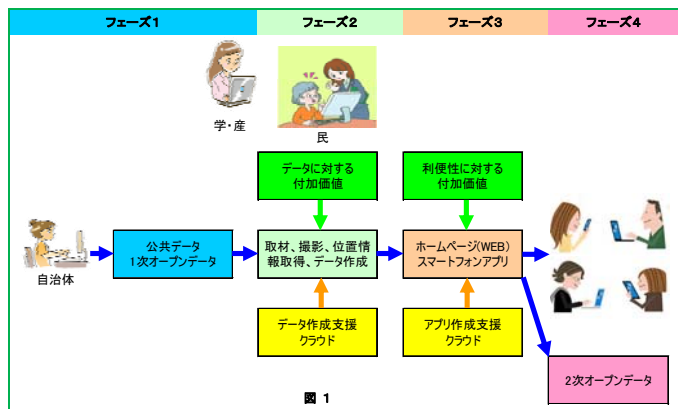 フェーズ1
フェーズ2
フェーズ3
フェーズ4
学・産
民
データに対する
付加価値
利便性に対する
付加価値
自治体
公共データ
1次オープンデータ
取材、撮影、位置情
報取得、データ作成
ホームページ(WEB)
スマートフォンアプリ
データ作成支援
クラウド
アプリ作成支援
クラウド
2次オープンデータ
図 1